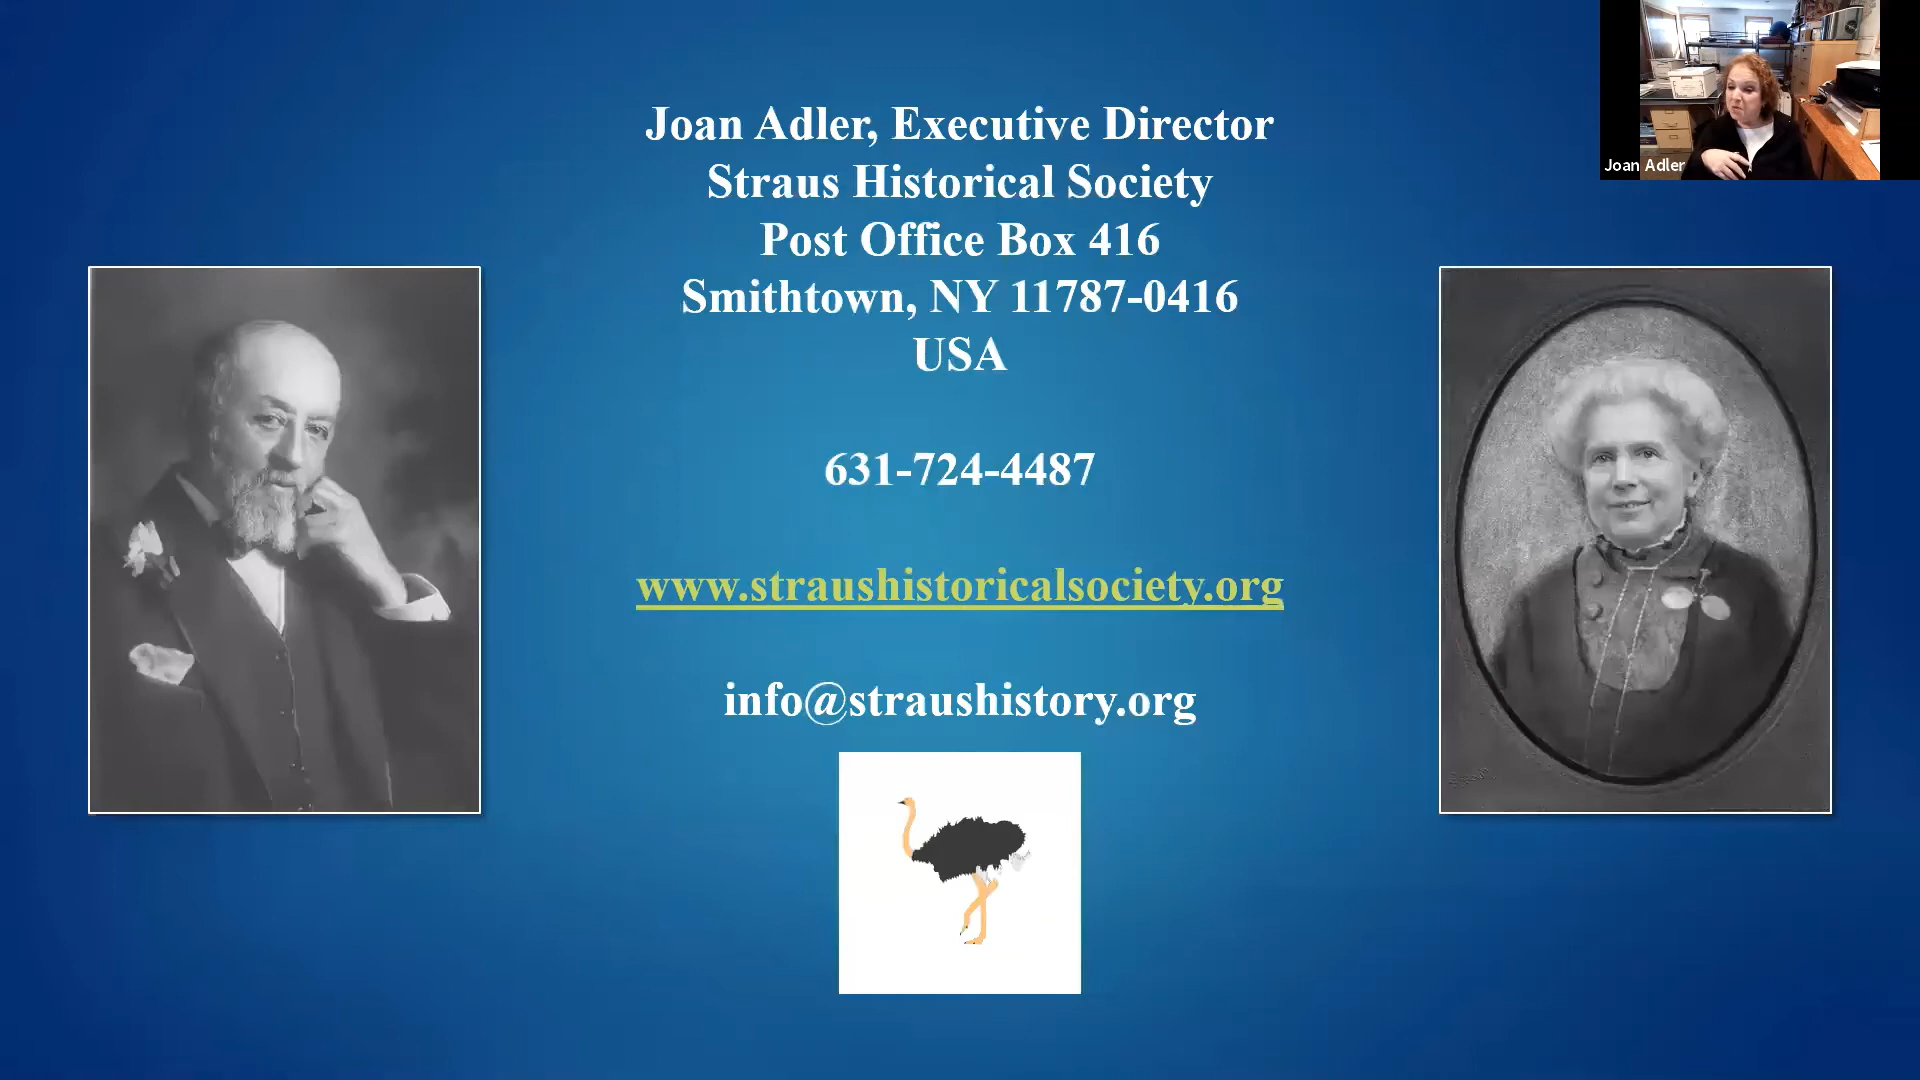 Joan Adler, Executive Director
Straus Historical Society
Post Office Box 416
Smithtown, NY 11787-0416
USA
631-724-4487
www.straushistoricalsociety.org
info@straushistory.org
Joan Adler